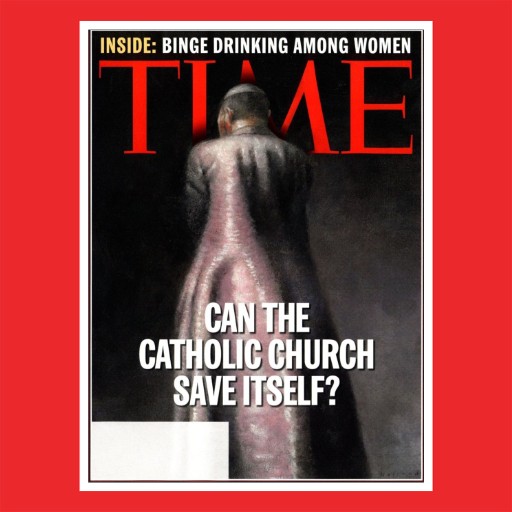 INSIDE: BINGE DRINKING AMONG WOMEN
TIME
CAN THE
CATHOLIC CHURCH
SAVE ITSELF?